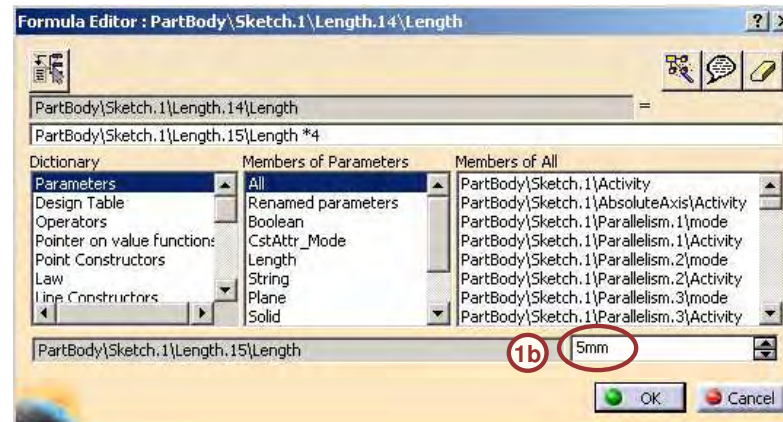 Formula Editor : PartBody\Sketch.1\Length.14\Length
PartBody\Sketch.1\Length.14\Length =
PartBody\Sketch.1\Length.15\Length *4
Dictionary Members of Parameters Members of All
Parameters All PartBody\Sketch.1\Activity
Design Table Renamed parameters PartBody\Sketch.1\AbsoluteAxis\Activity
Operators Boolean PartBody\Sketch.1\Parallelism.1\mode
Pointer on value functions CstAttr_Mode PartBody\Sketch.1\Parallelism.1\Activity
Point Constructors Length PartBody\Sketch.1\Parallelism.2\mode
Law String PartBody\Sketch.1\Parallelism.2\Activity
Line Constructors Plane PartBody\Sketch.1\Parallelism.3\mode
Solid PartBody\Sketch.1\Parallelism.3\Activity
PartBody\Sketch.1\Length.15\Length 1b 5mm
OK Cancel